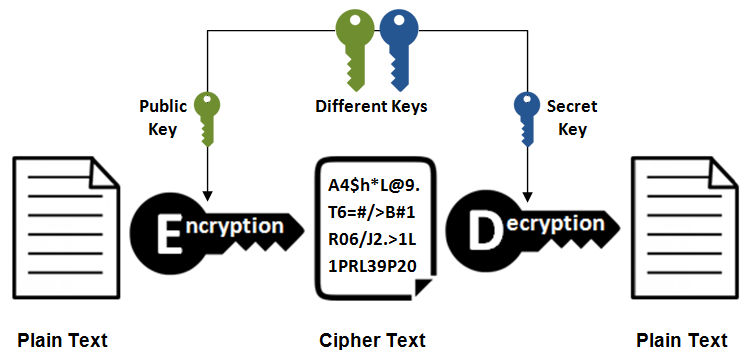 Public
Key
Different Keys
Secret
Key
Encryption
A4$h*L@9.
T6=#/>B#1
R06/J2.>1L
1PRL39P20
Decryption
Plain Text
Cipher Text
Plain Text